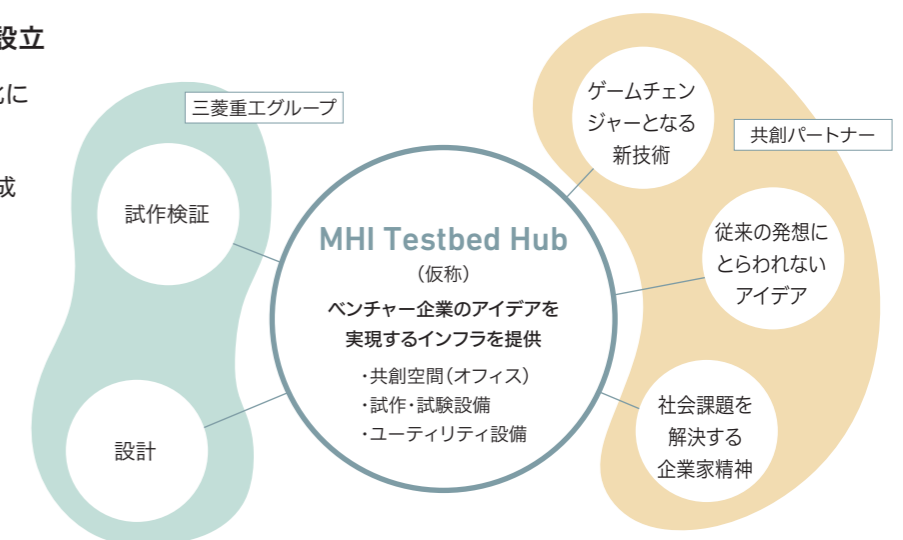 設立
化に
成
三菱重エグループ
試作検証
設計
MHI Testbed Hub
(仮称)
ベンチャー企業のアイデアを
実現するインフラを提供
・共創空間(オフィス)
・試作・試験設備
・ユーティリティ設備
共創パートナー
ゲームチェン
ジャーとなる
新技術
従来の発想に
とらわれない
アイデア
社会課題を
解決する
企業家精神